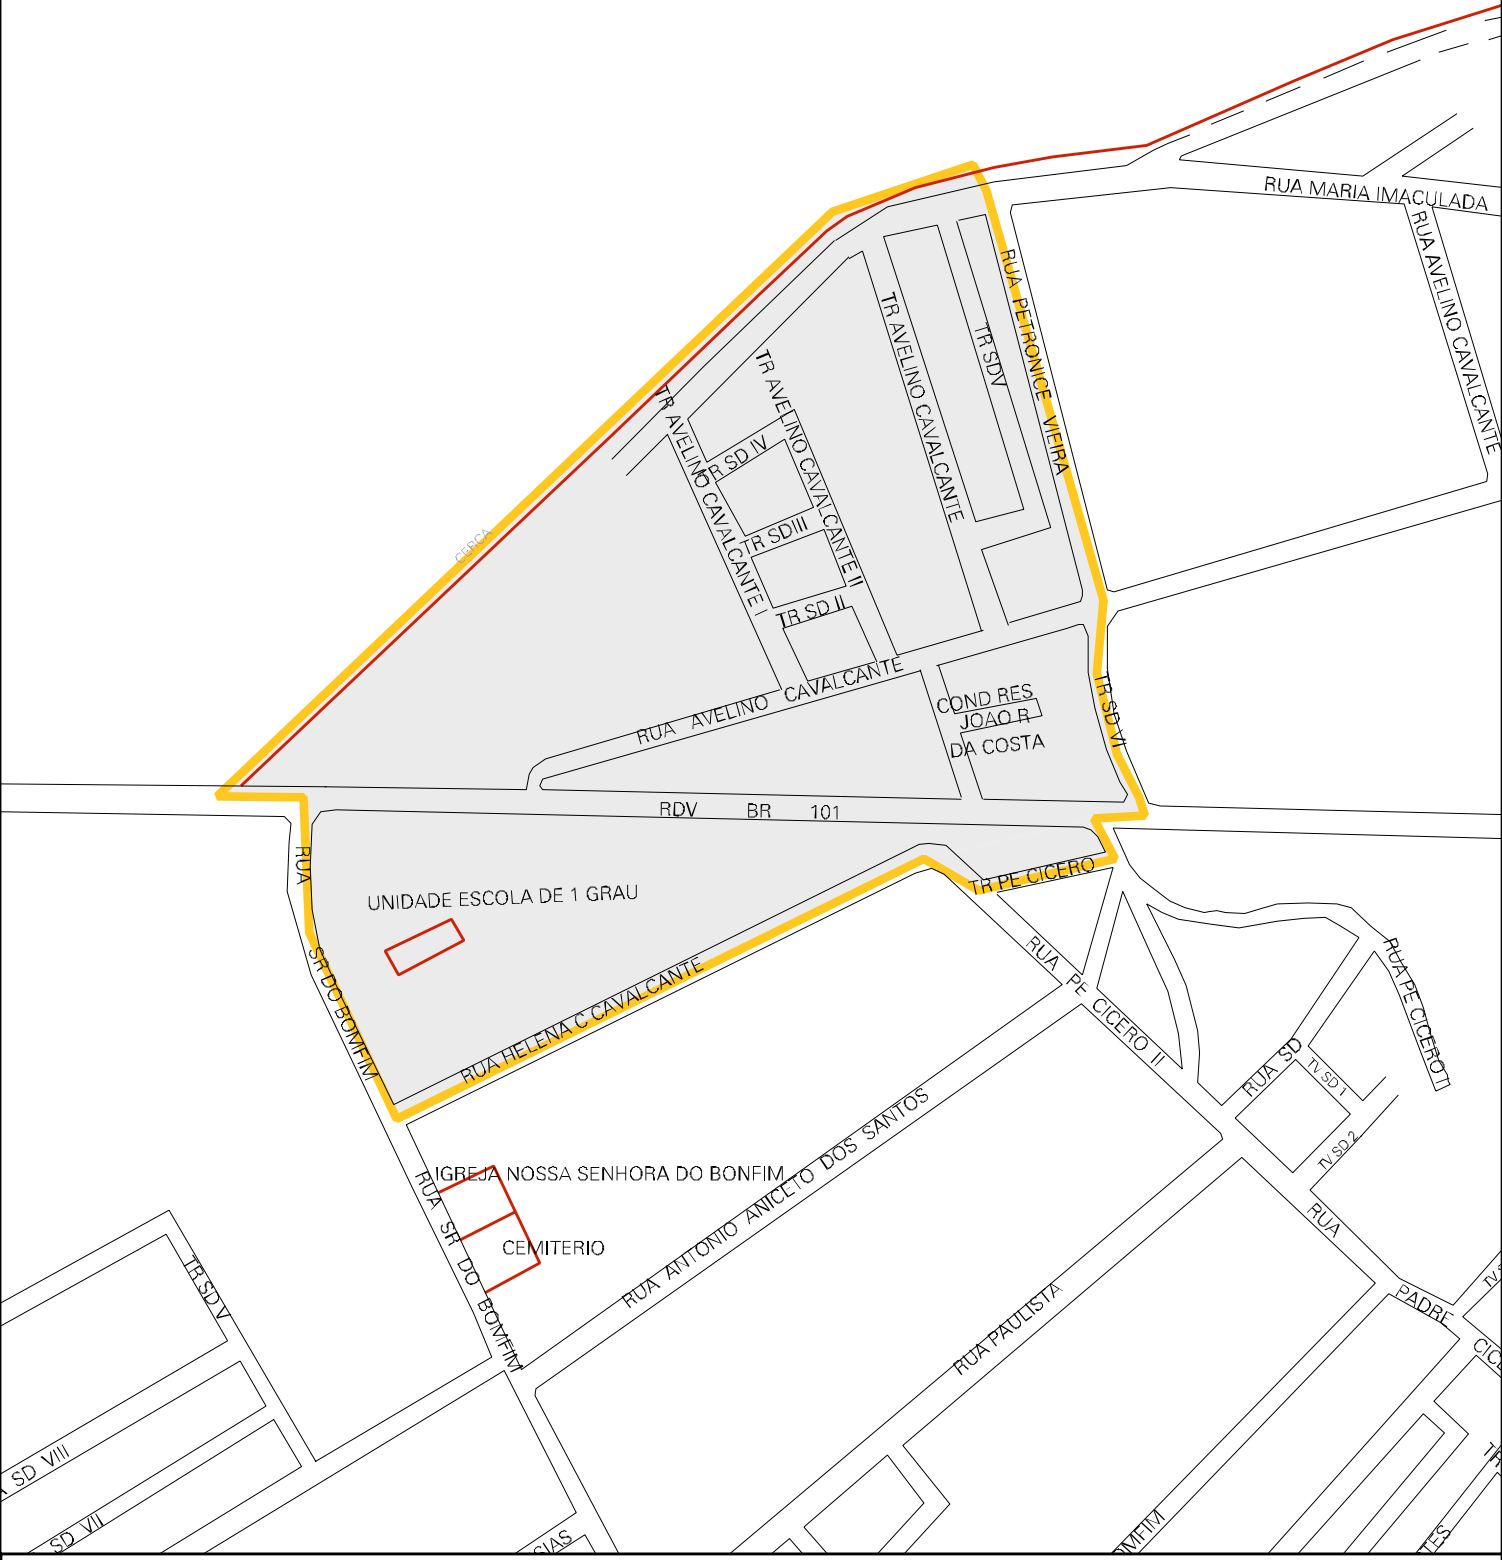 RUA MARIA IMACULADA
RUA AVELINO CAVALCANTE
RUA PETRONICE VIEIRA
TR AVELINO CAVALCANTE
TR SDV
TR AVELINO CAVALCANTE II
TR AVELINO CAVALCANTE I
TR SD IV
TR SDIII
TR SD II
CERCA
RUA AVELINO CAVALCANTE
COND RES
JOAO R
DA COSTA
TR SD VI
RDV BR 101
TR PE CICERO
RUA SR DO BOMFIM
UNIDADE ESCOLA DE 1 GRAU
RUA HELENA C CAVALCANTE
RUA PE CICERO II
RUA PE CICERO I
RUA SD
TV SD 1
TV SD 2
IGREJA NOSSA SENHORA DO BONFIM
CEMITERIO
RUA SR DO BOMFIM
RUA ANTONIO ANICETO DOS SANTOS
RUA PAULISTA
RUA PADRE
TR SD V
SD VIII
SD VII